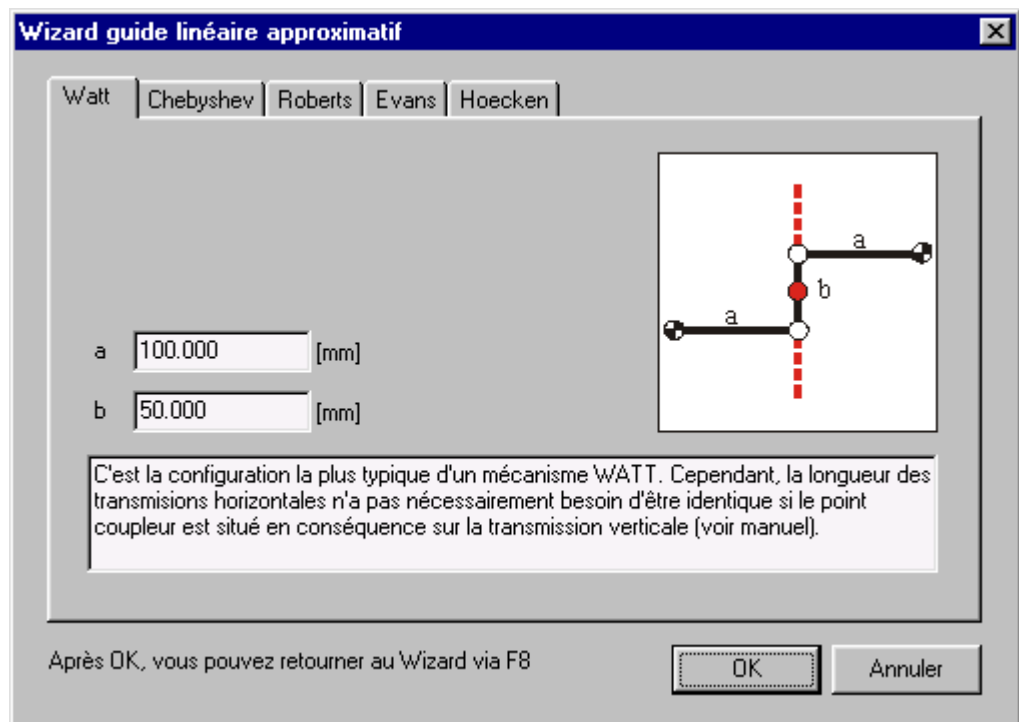 Wizard guide linéaire approximatif
Watt Chebyshev Roberts Evans Hoecken
a
b
a
a 100.000 [mm]
b 50.000 [mm]
C'est la configuration la plus typique d'un mécanisme WATT. Cependant, la longueur des
transmisions horizontales n'a pas nécessairement besoin d'être identique si le point
coupleur est situé en conséquence sur la transmission verticale (voir manuel).
Après OK, vous pouvez retourner au Wizard via F8
OK Annuler